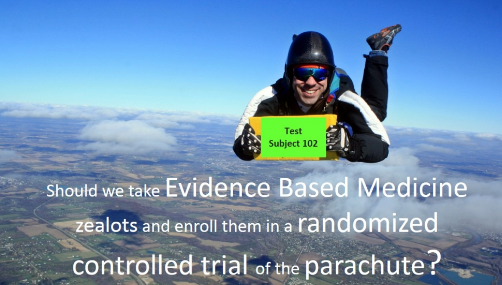 Test
Subject 102
Should we take Evidence Based Medicine
zealots and enroll them in a randomized
controlled trial of the parachute?